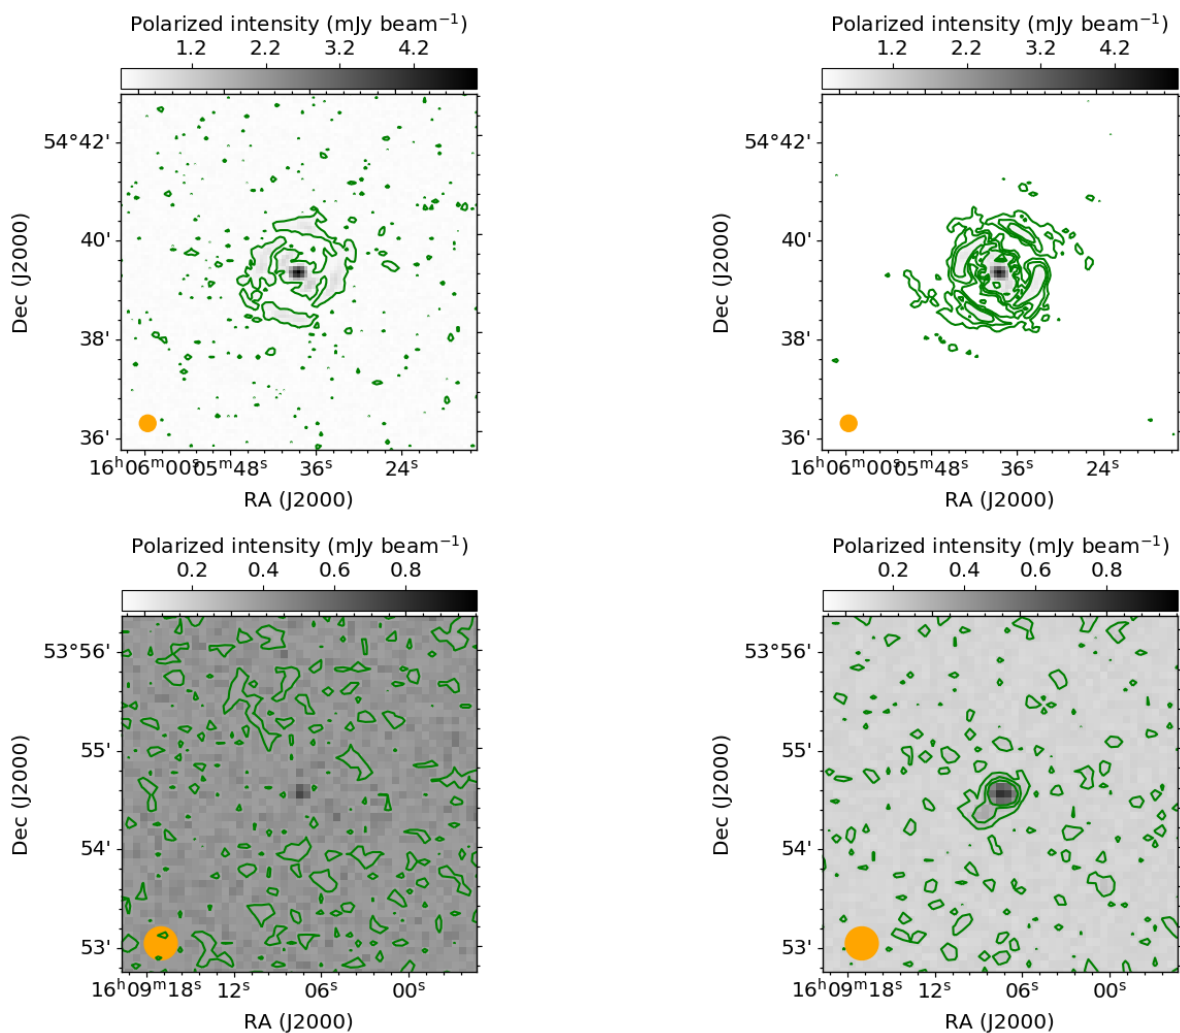 Polarized intensity (mJy beam⁻¹) Polarized intensity (mJy beam⁻¹)
1.2 2.2 3.2 4.2 1.2 2.2 3.2 4.2
54°42' 54°42'
40' 40'
Dec (J2000) Dec (J2000)
38' 38'
36' 36'
16ʰ06ᵐ00ˢ 05ᵐ48ˢ 36ˢ 24ˢ 16ʰ06ᵐ00ˢ 05ᵐ48ˢ 36ˢ 24ˢ
RA (J2000) RA (J2000)
Polarized intensity (mJy beam⁻¹) Polarized intensity (mJy beam⁻¹)
0.2 0.4 0.6 0.8 0.2 0.4 0.6 0.8
53°56' 53°56'
55' 55'
Dec (J2000) Dec (J2000)
54' 54'
53' 53'
16ʰ09ᵐ18ˢ 12ˢ 06ˢ 00ˢ 16ʰ09ᵐ18ˢ 12ˢ 06ˢ 00ˢ
RA (J2000) RA (J2000)